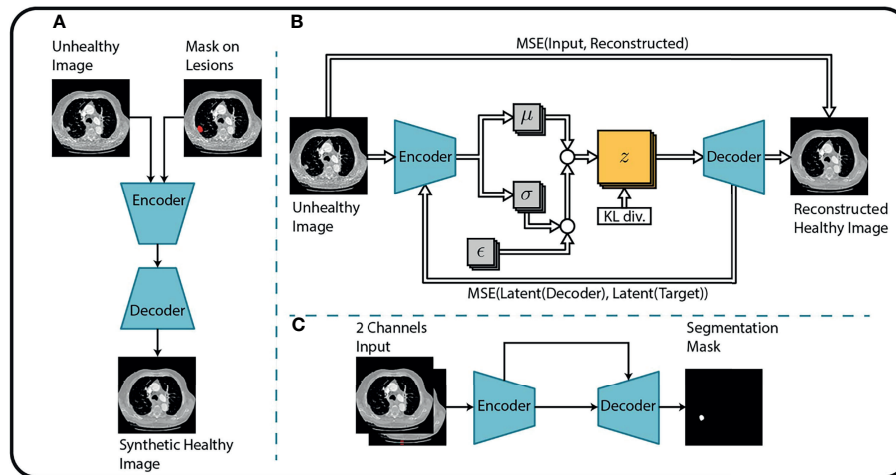 A
Unhealthy
Image
Mask on
Lesions
Encoder
Decoder
Synthetic Healthy
Image
B
MSE(Input, Reconstructed)
Unhealthy
Image
Encoder
μ
σ
ϵ
z
KL div.
Decoder
Reconstructed
Healthy Image
MSE(Latent(Decoder), Latent(Target))
C
2 Channels
Input
Encoder
Decoder
Segmentation
Mask